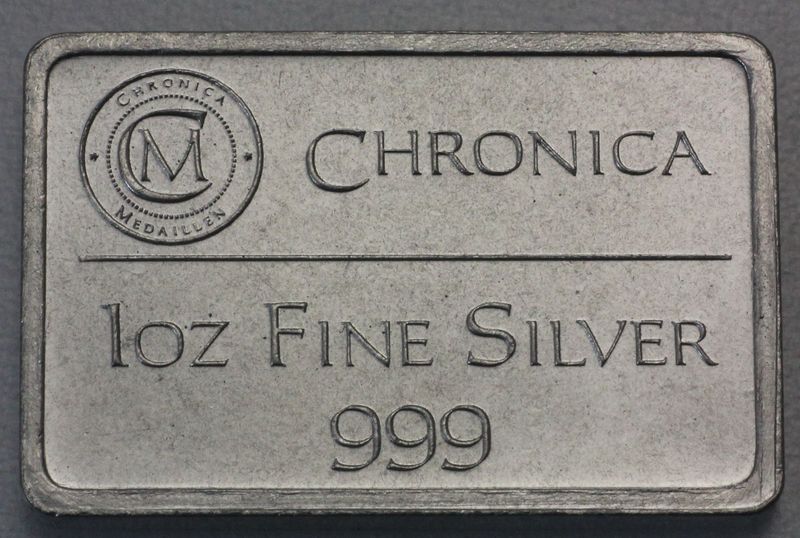 CHRONICA
CM
MEDAILLEN
CHRONICA
1OZ FINE SILVER
999